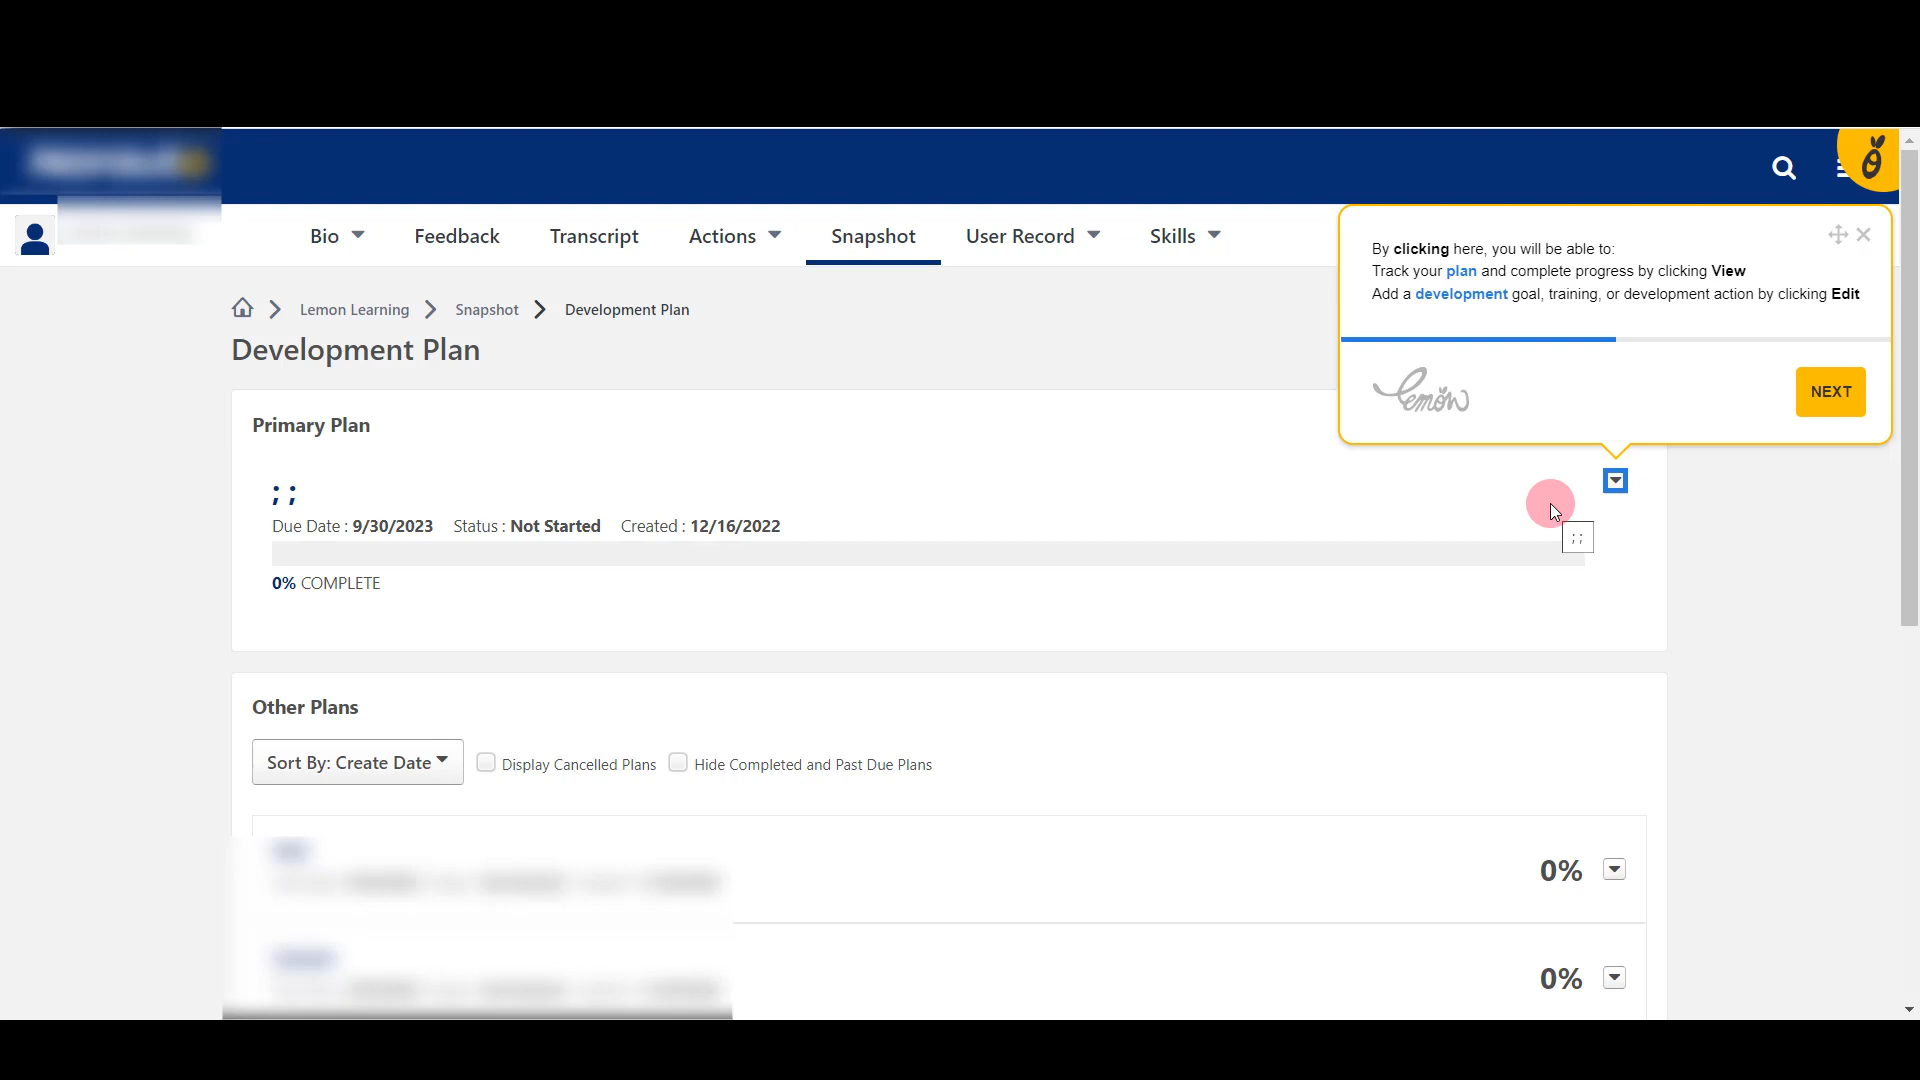 Bio
Feedback
Transcript
Actions
Snapshot
User Record
Skills
By clicking here, you will be able to:
Track your plan and complete progress by clicking View
Add a development goal, training, or development action by clicking Edit
lemon
NEXT
Lemon Learning
Snapshot
Development Plan
Development Plan
Primary Plan
; ;
Due Date : 9/30/2023 Status : Not Started Created : 12/16/2022
; ;
0% COMPLETE
Other Plans
Sort By: Create Date
Display Cancelled Plans
Hide Completed and Past Due Plans
0%
0%